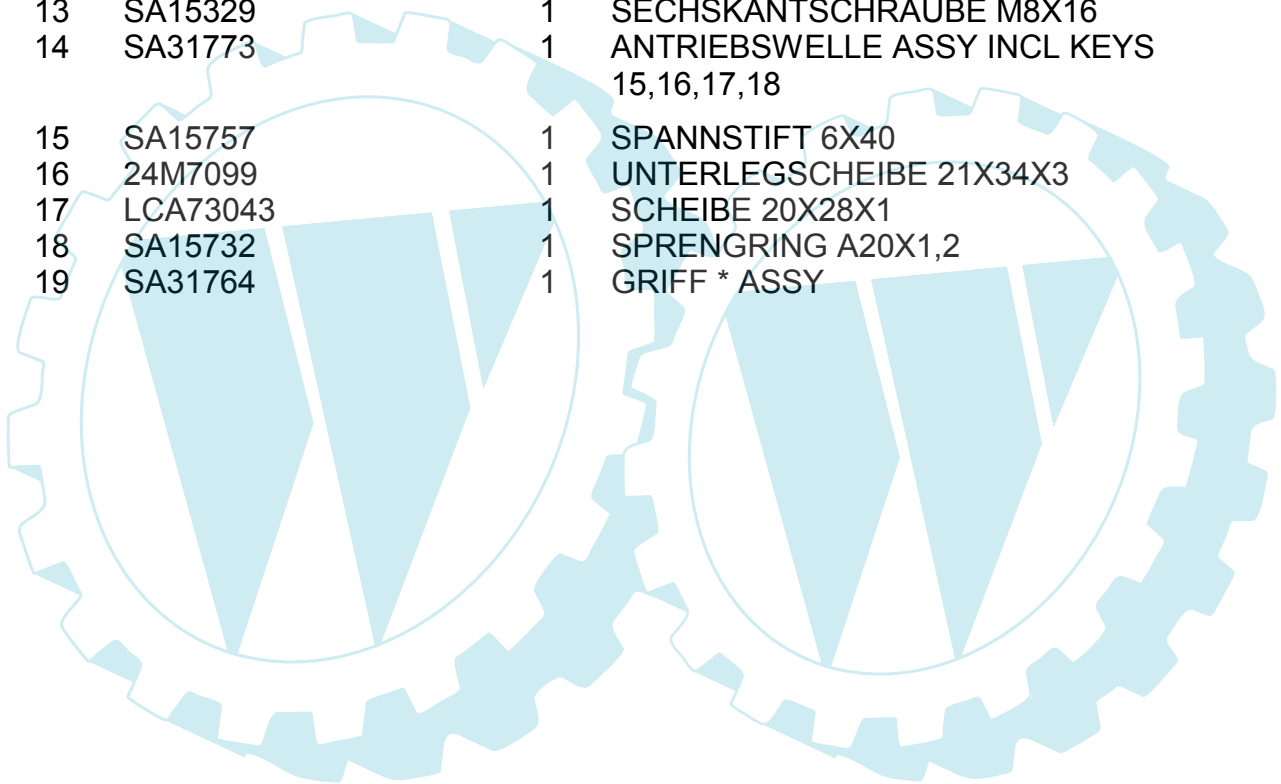 13 SA15329 1 SECHSKANTSCHRAUBE M8X16
14 SA31773 1 ANTRIEBSWELLE ASSY INCL KEYS
15,16,17,18
15 SA15757 1 SPANNSTIFT 6X40
16 24M7099 1 UNTERLEGSCHEIBE 21X34X3
17 LCA73043 1 SCHEIBE 20X28X1
18 SA15732 1 SPRENGRING A20X1,2
19 SA31764 1 GRIFF * ASSY